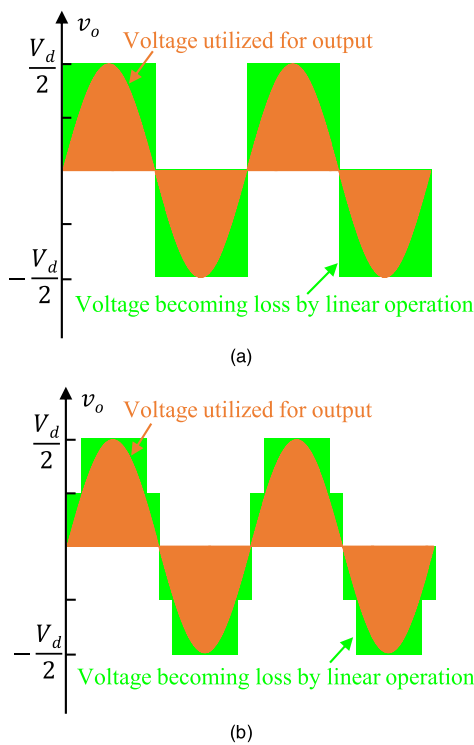 v_o
Voltage utilized for output
V_d
2
V_d
−
2
Voltage becoming loss by linear operation
(a)
v_o
Voltage utilized for output
V_d
2
V_d
−
2
Voltage becoming loss by linear operation
(b)